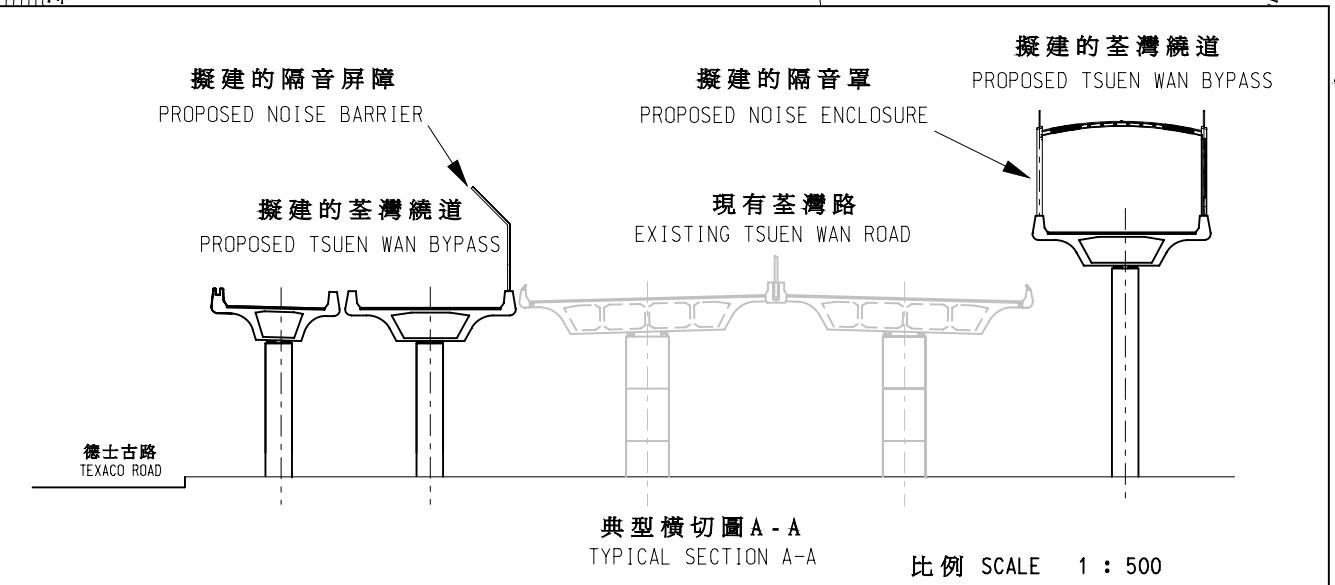 擬建的荃灣繞道
PROPOSED TSUEN WAN BYPASS
擬建的隔音屏障
PROPOSED NOISE BARRIER
擬建的隔音罩
PROPOSED NOISE ENCLOSURE
擬建的荃灣繞道
PROPOSED TSUEN WAN BYPASS
現有荃灣路
EXISTING TSUEN WAN ROAD
德士古路
TEXACO ROAD
典型橫切圖A-A
TYPICAL SECTION A-A
比例 SCALE 1 : 500